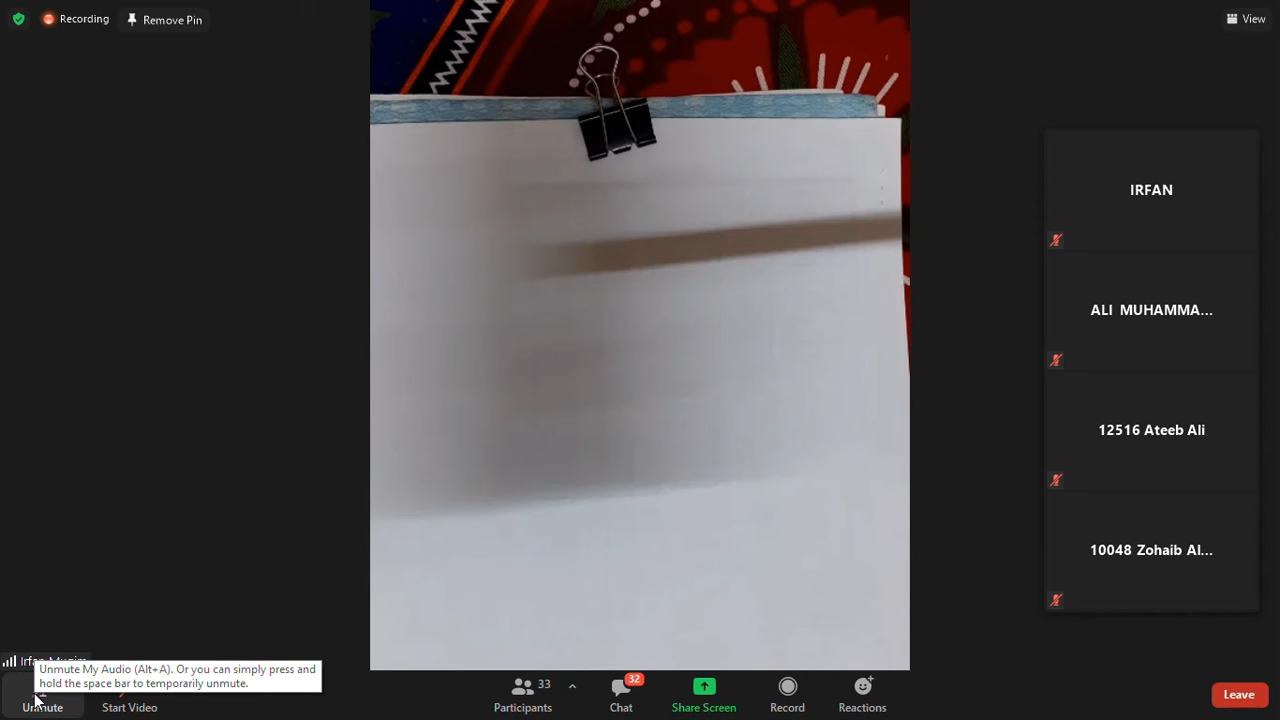 Recording
Remove Pin
View
IRFAN
ALI MUHAMMA...
12516 Ateeb Ali
10048 Zohaib Al...
Unmute My Audio (Alt+A). Or you can simply press and
hold the space bar to temporarily unmute.
Unmute
Start Video
33
Participants
32
Chat
Share Screen
Record
Reactions
Leave